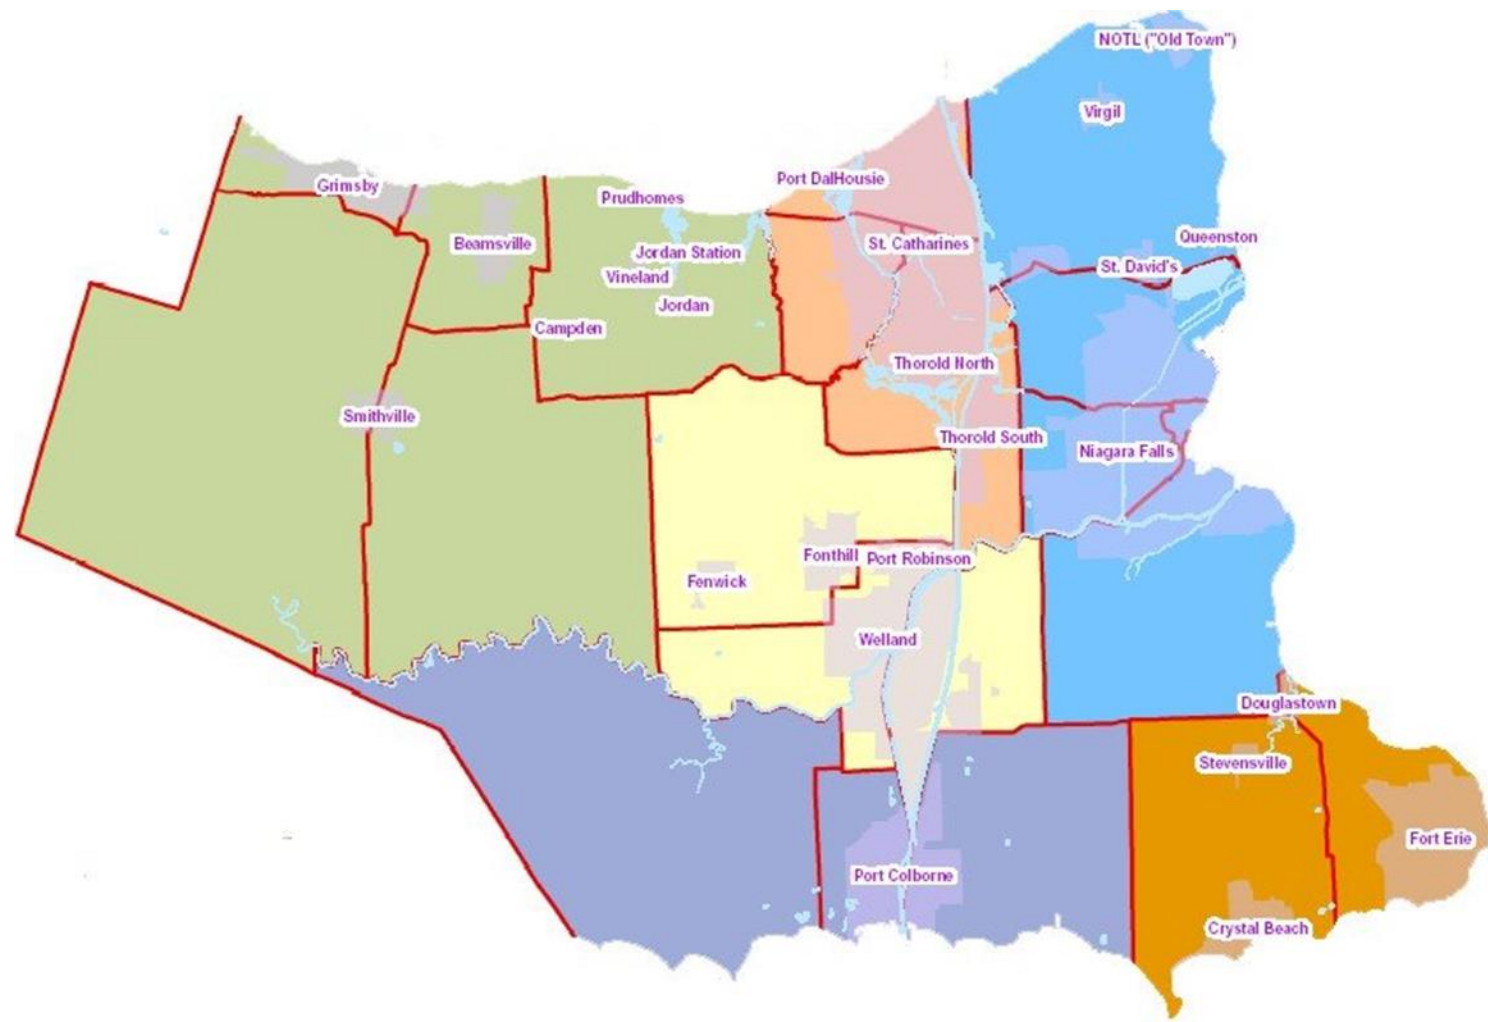 NOTL ("Old Town")
Virgil
Port DalHousie
Grimsby
Prudhomes
Queenston
Beamsville
St. Catharines
Jordan Station
St. David's
Vineland
Jordan
Campden
Thorold North
Smithville
Thorold South
Niagara Falls
Fonthill
Port Robinson
Fenwick
Welland
Douglastown
Stevensville
Fort Erie
Port Colborne
Crystal Beach